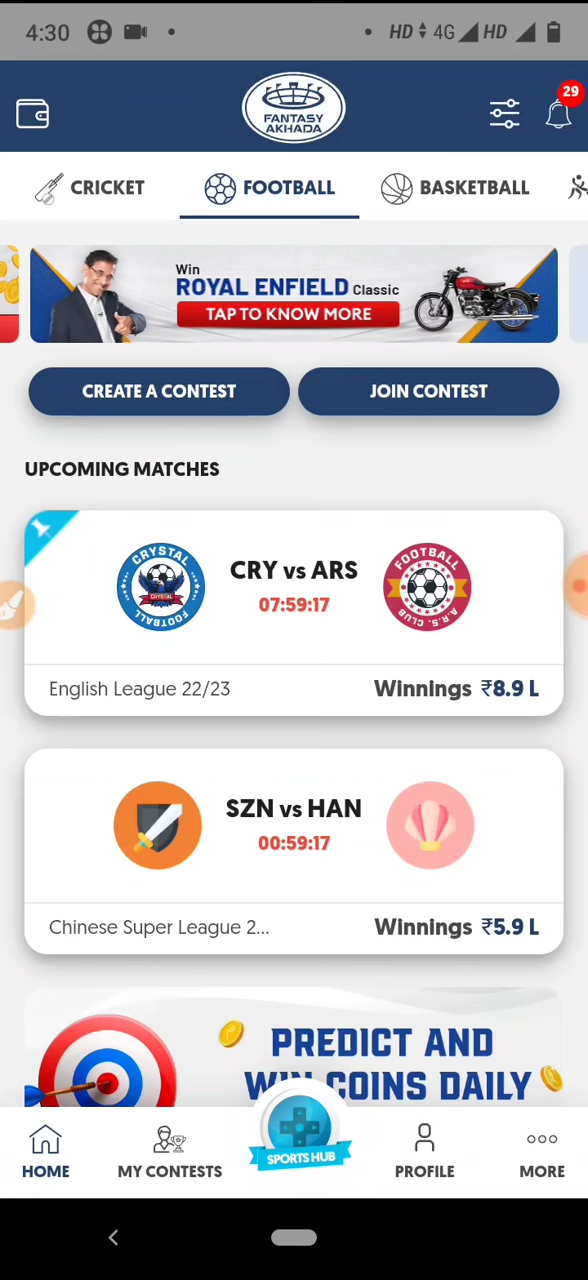 4:30
HD 4G HD
FANTASY
AKHADA
29
CRICKET FOOTBALL BASKETBALL
Win
ROYAL ENFIELD Classic
TAP TO KNOW MORE
CREATE A CONTEST JOIN CONTEST
UPCOMING MATCHES
CRYSTAL
CRYSTAL
FOOTBALL
CRY vs ARS
07:59:17
FOOTBALL
A.R.S. CLUB
English League 22/23 Winnings ₹8.9 L
SZN vs HAN
00:59:17
Chinese Super League 2... Winnings ₹5.9 L
PREDICT AND
WIN COINS DAILY
HOME MY CONTESTS SPORTS HUB PROFILE MORE